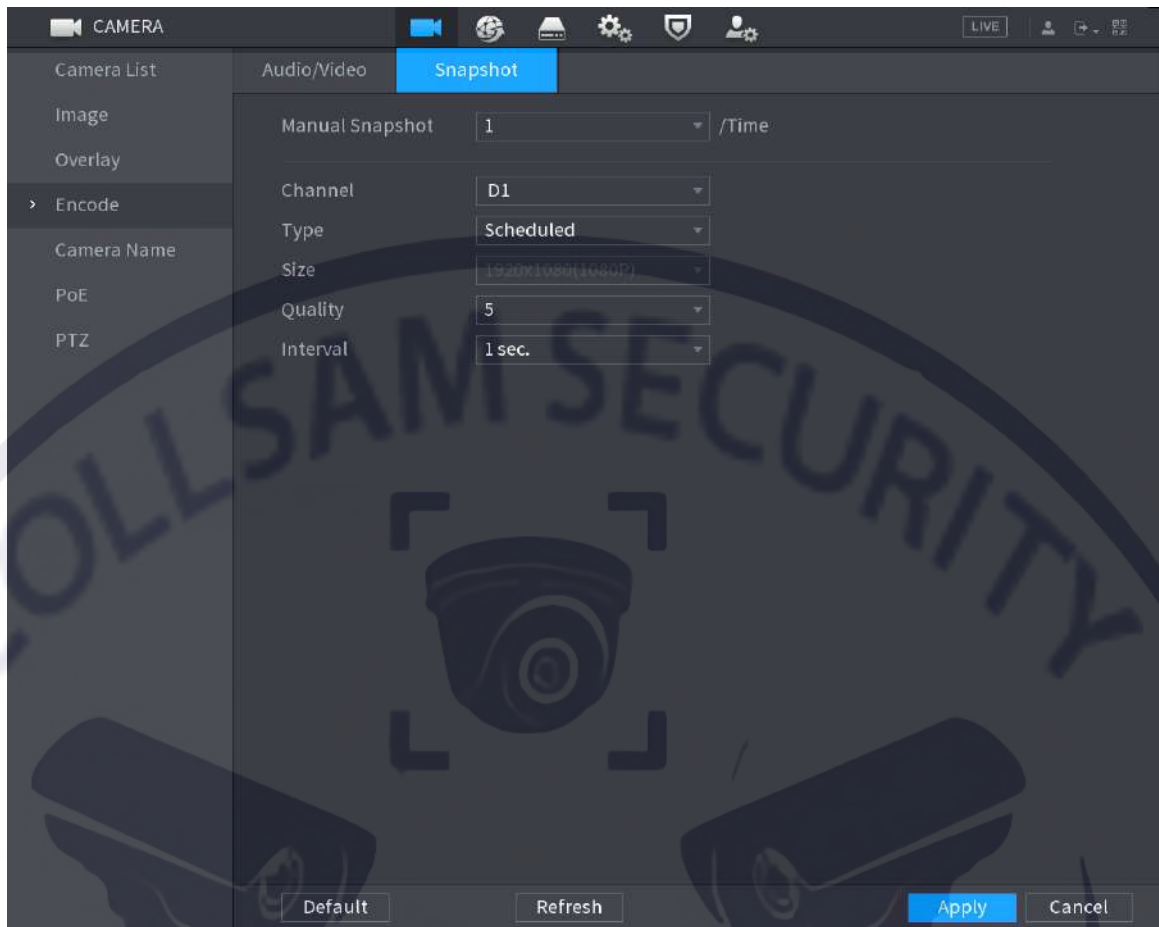 CAMERA
LIVE
Camera List
Image
Overlay
Encode
Camera Name
PoE
PTZ
Audio/Video
Snapshot
Manual Snapshot 1 /Time
Channel D1
Type Scheduled
Size 1920x1080(1080P)
Quality 5
Interval 1 sec.
OLLSAM SECURITY
Default Refresh Apply Cancel